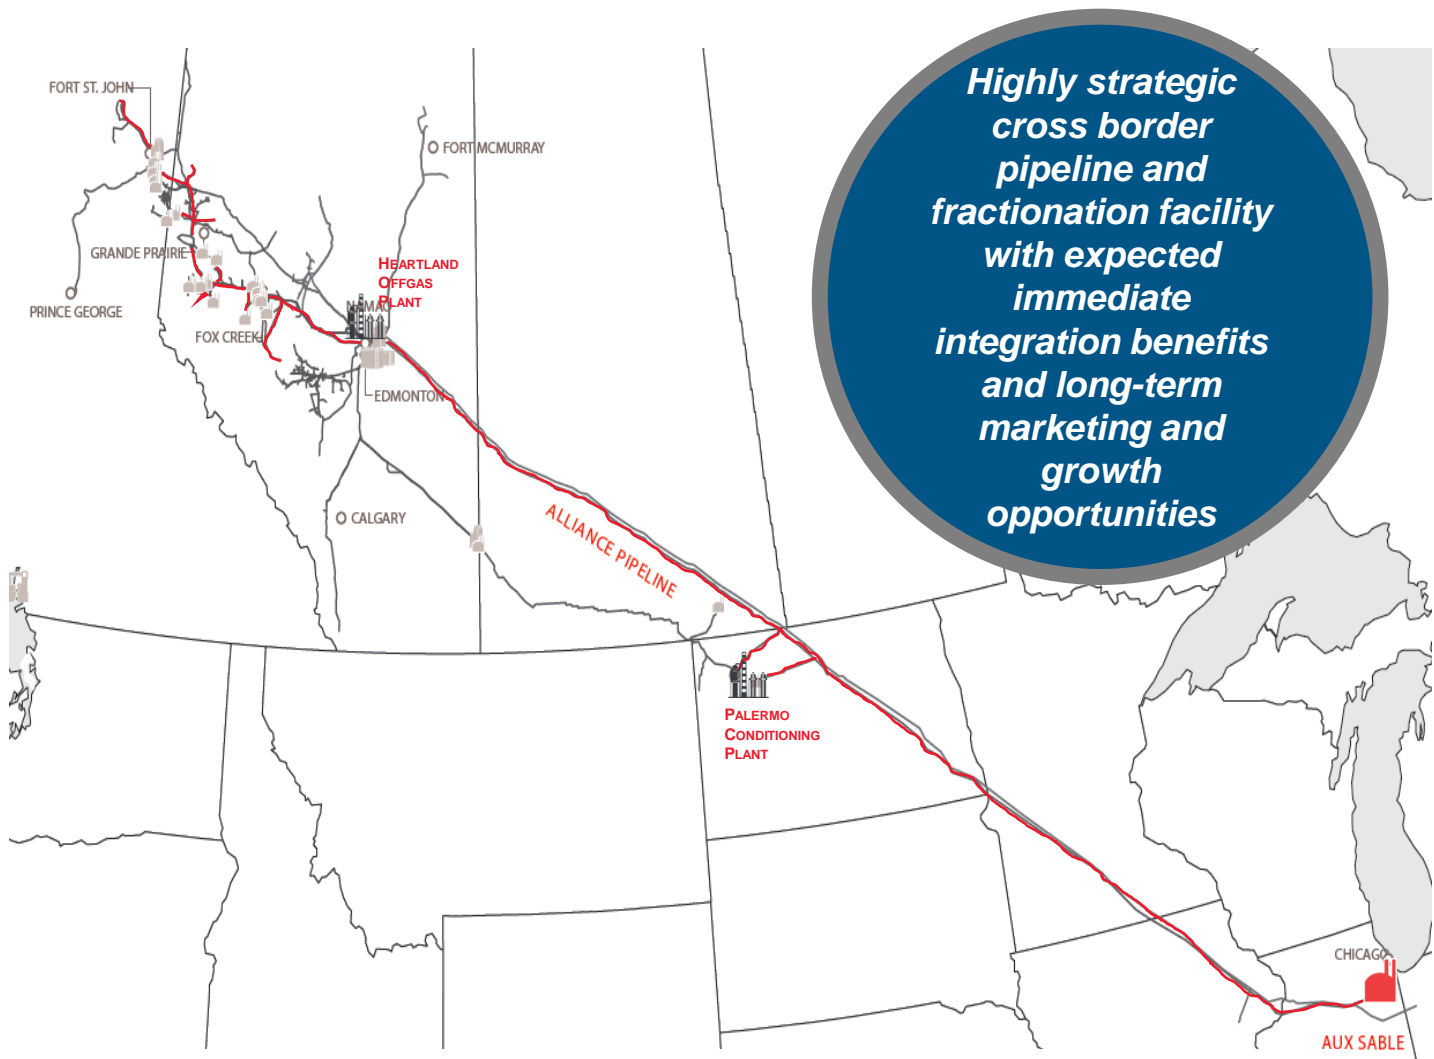 Highly strategic
cross border
pipeline and
fractionation facility
with expected
immediate
integration benefits
and long-term
marketing and
growth
opportunities
FORT ST. JOHN
FORT MCMURRAY
GRANDE PRAIRIE
HEARTLAND
OFFGAS
PLANT
NAMAO
PRINCE GEORGE
FOX CREEK
EDMONTON
CALGARY
ALLIANCE PIPELINE
PALERMO
CONDITIONING
PLANT
CHICAGO
AUX SABLE